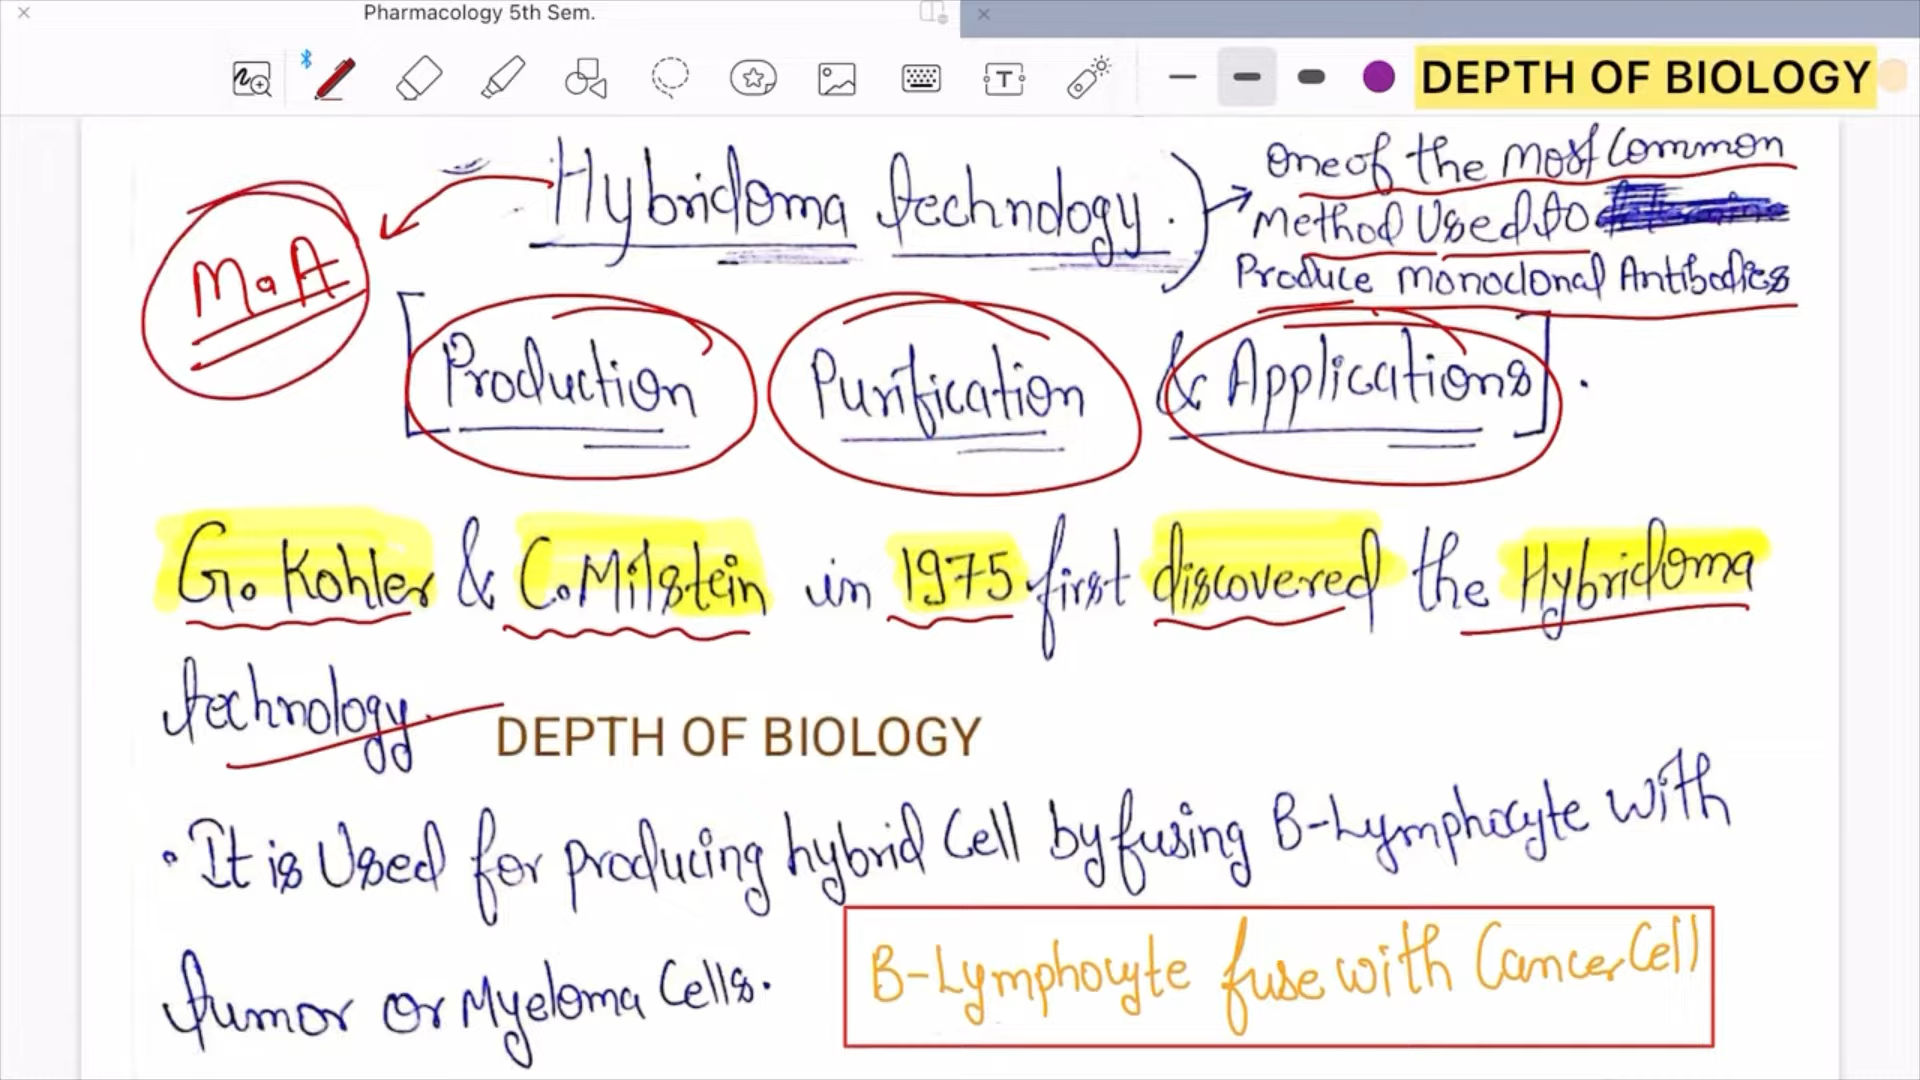 Pharmacology 5th Sem.
DEPTH OF BIOLOGY
Hybridoma technology.
One of the Most Common
Method Used to
Produce Monoclonal Antibodies
MoA
[Production Purification & Applications].
G. Kohler & C. Milstein in 1975 first discovered the Hybridoma
technology.
DEPTH OF BIOLOGY
• It is Used for producing hybrid Cell by fusing B-Lymphocyte with
tumor or Myeloma Cells.
B-Lymphocyte fuse with Cancer Cell